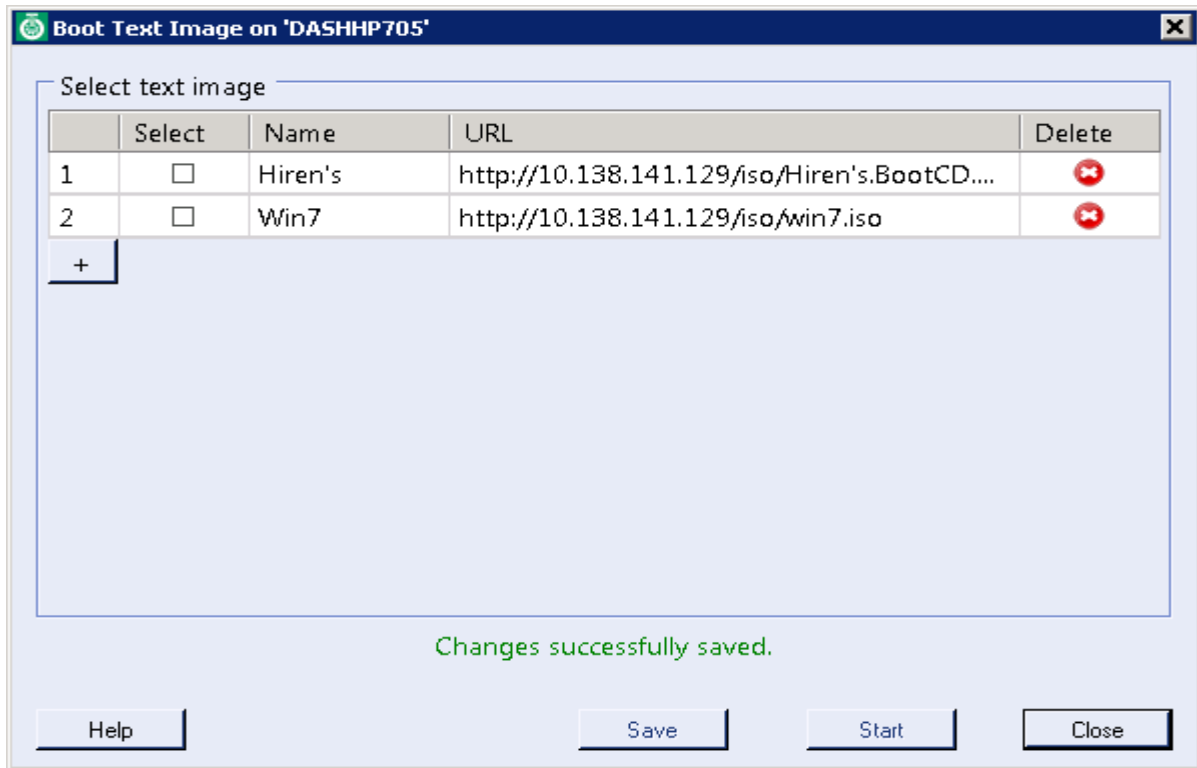 Boot Text Image on 'DASHHP705'
Select text image
Select Name URL Delete
1 Hiren's http://10.138.141.129/iso/Hiren's.BootCD....
2 Win7 http://10.138.141.129/iso/win7.iso
+
Changes successfully saved.
Help Save Start Close